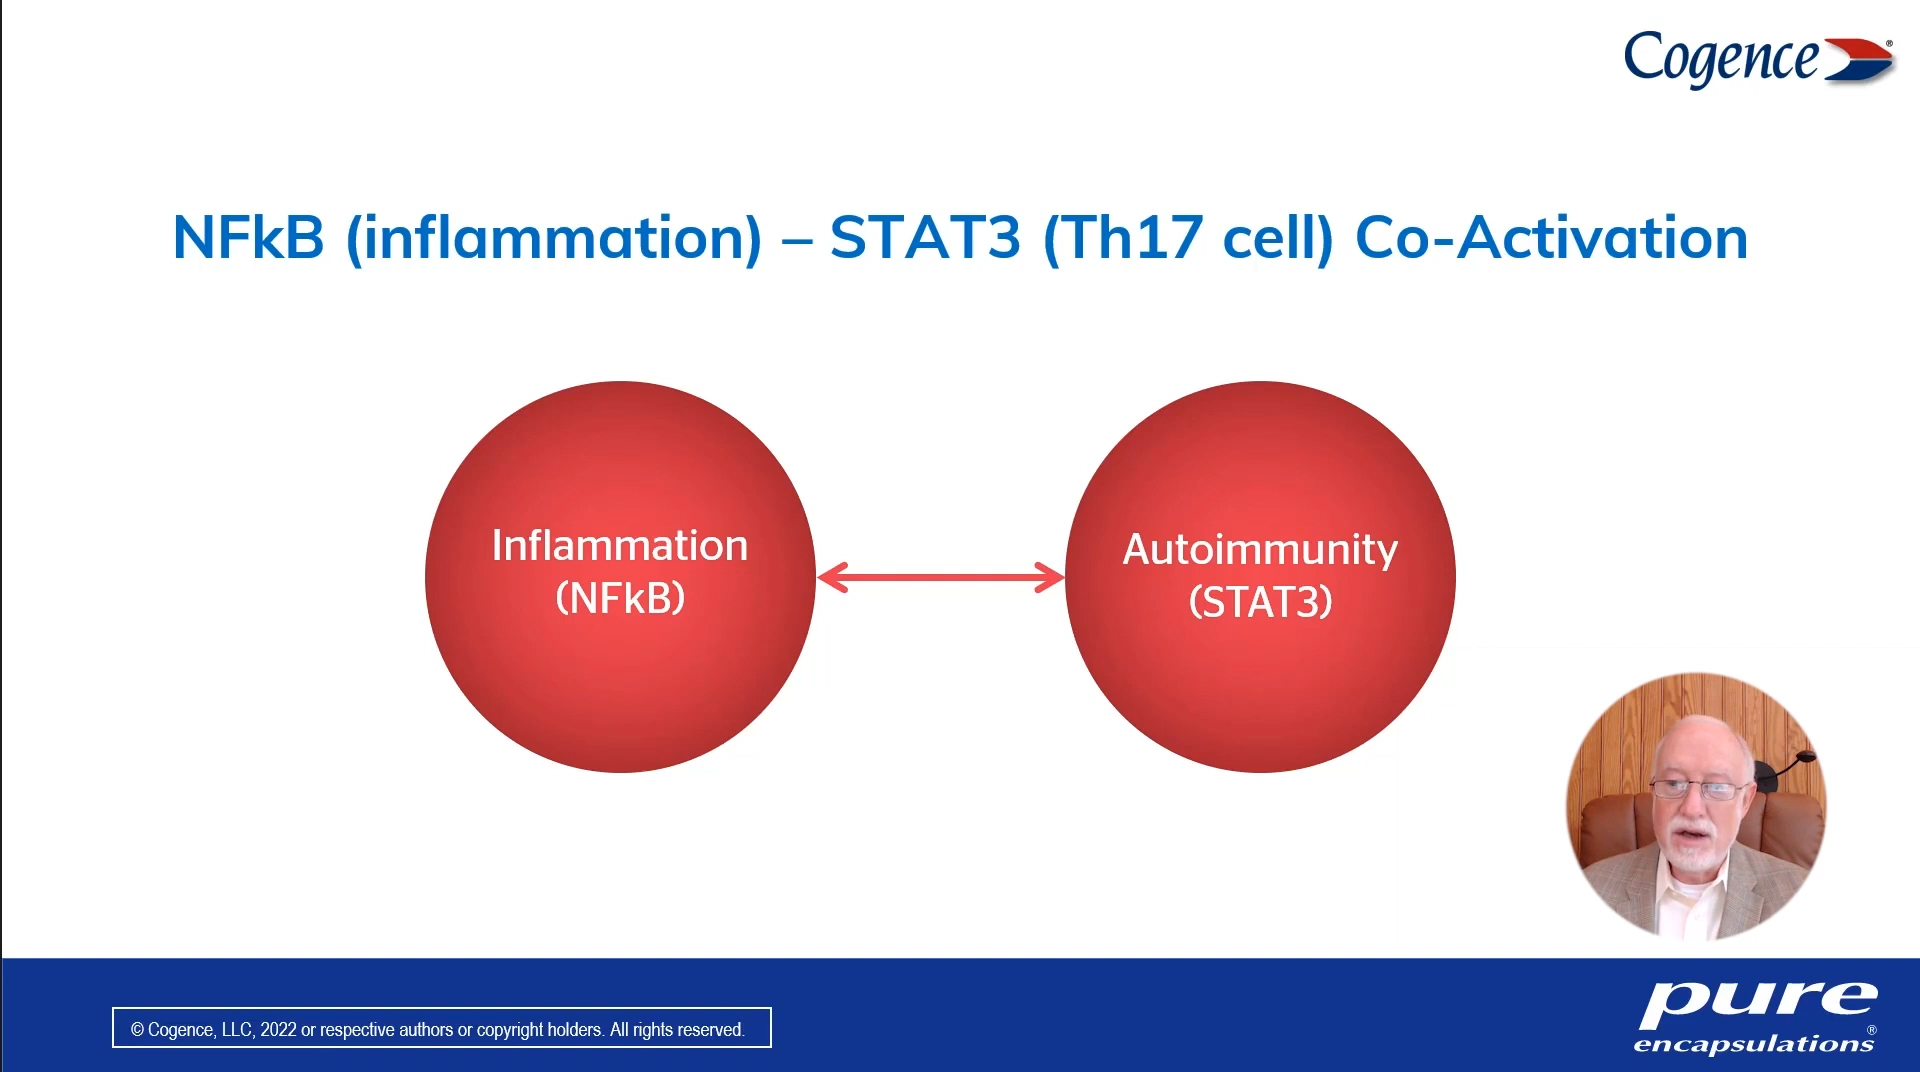 Cogence®
NFkB (inflammation) – STAT3 (Th17 cell) Co-Activation
Inflammation
(NFkB)
Autoimmunity
(STAT3)
© Cogence, LLC, 2022 or respective authors or copyright holders. All rights reserved.
pure
encapsulations®